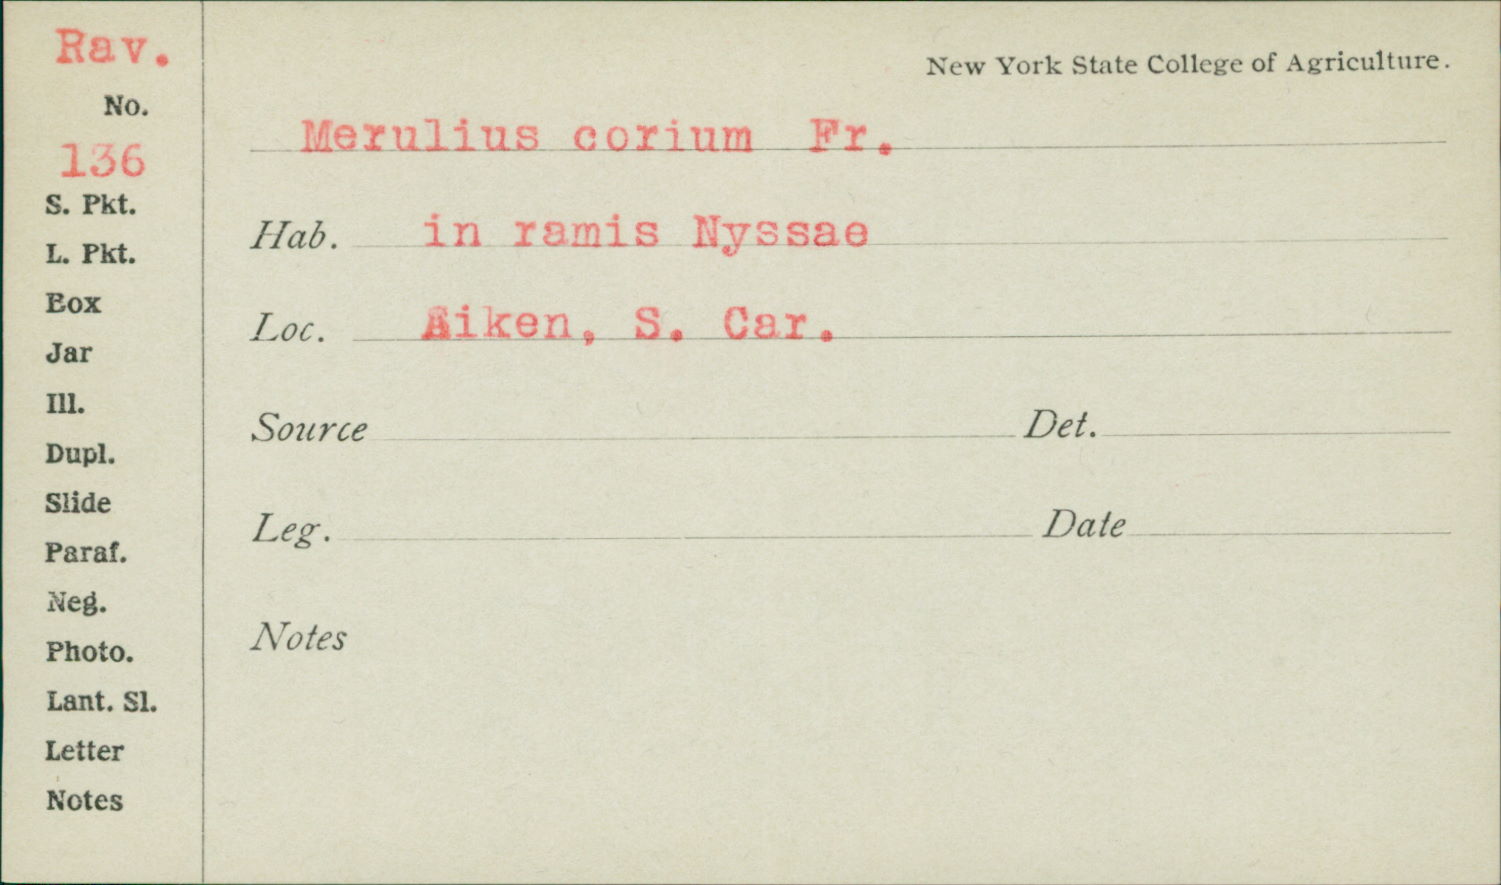 Rav.
No.
136
S. Pkt.
L. Pkt.
Box
Jar
Ill.
Dupl.
Slide
Paraf.
Neg.
Photo.
Lant. Sl.
Letter
Notes
New York State College of Agriculture.
Merulius corium Fr.
Hab. in ramis Nyssae
Loc. Aiken, S. Car.
Source Det.
Leg. Date
Notes